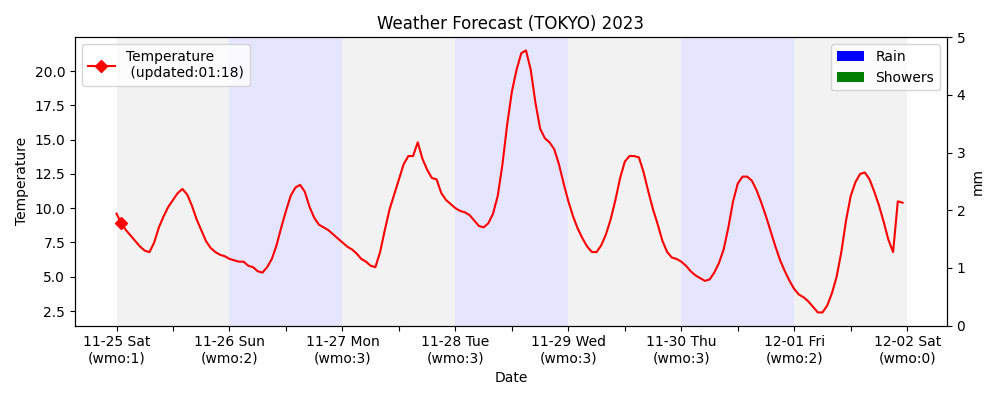 Weather Forecast (TOKYO) 2023
Temperature
(updated:01:18)
Rain
Showers
Temperature
20.0
17.5
15.0
12.5
10.0
7.5
5.0
2.5
5
4
3
2
1
0
mm
11-25 Sat 11-26 Sun 11-27 Mon 11-28 Tue 11-29 Wed 11-30 Thu 12-01 Fri 12-02 Sat
(wmo:1) (wmo:2) (wmo:3) (wmo:3) (wmo:3) (wmo:3) (wmo:2) (wmo:0)
Date